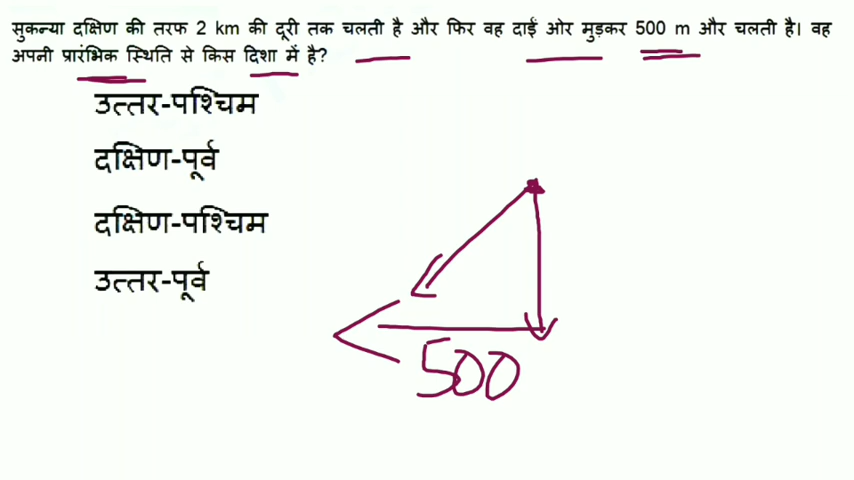 सुकन्या दक्षिण की तरफ 2 km की दूरी तक चलती है और फिर वह दाईं ओर मुड़कर 500 m और चलती है। वह
अपनी प्रारंभिक स्थिति से किस दिशा में है?
उत्तर-पश्चिम
दक्षिण-पूर्व
दक्षिण-पश्चिम
उत्तर-पूर्व
500